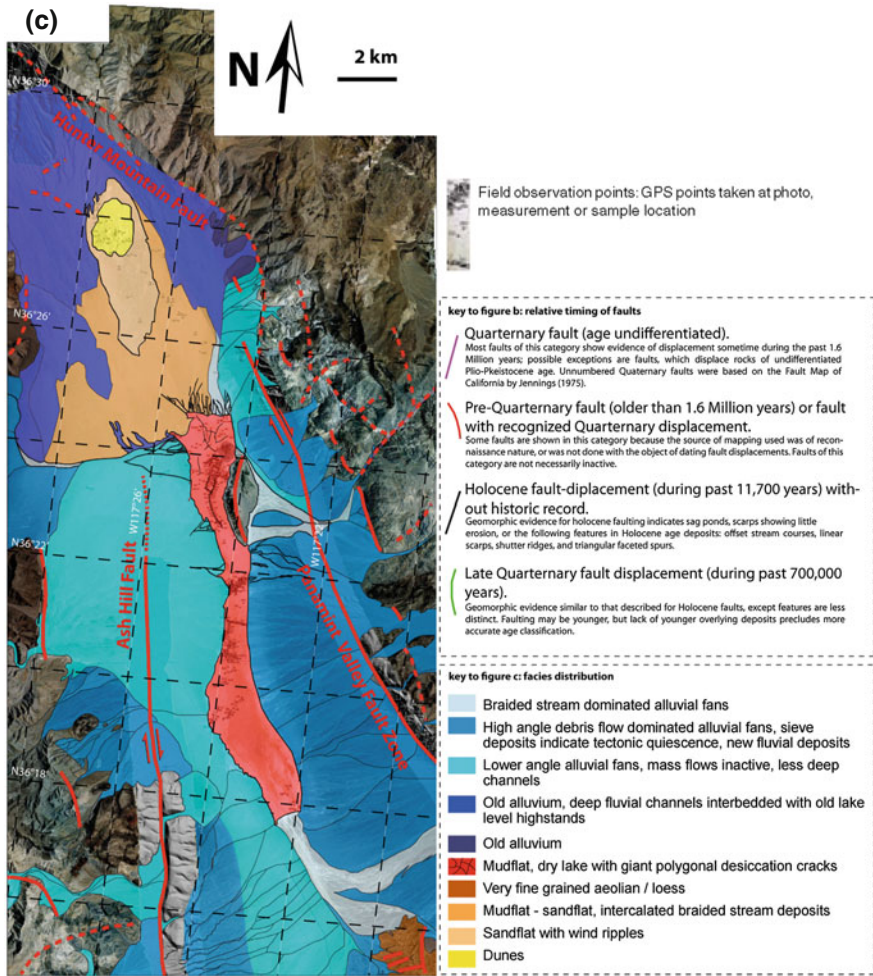 (c)
N
2 km
N36°30'
Hunter Mountain Fault
N36°26'
W117°26'
N36°22'
Ash Hill Fault
Panamint Valley Fault Zone
N36°18'
Field observation points: GPS points taken at photo,
measurement or sample location
key to figure b: relative timing of faults
Quarternary fault (age undifferentiated).
Most faults of this category show evidence of displacement sometime during the past 1.6
Million years; possible exceptions are faults, which displace rocks of undifferentiated
Plio-Pkeistocene age. Unnumbered Quaternary faults were based on the Fault Map of
California by Jennings (1975).
Pre-Quarternary fault (older than 1.6 Million years) or fault
with recognized Quarternary displacement.
Some faults are shown in this category because the source of mapping used was of recon-
naissance nature, or was not done with the object of dating fault displacements. Faults of this
category are not necessarily inactive.
Holocene fault-diplacement (during past 11,700 years) with-
out historic record.
Geomorphic evidence for holocene faulting indicates sag ponds, scarps showing little
erosion, or the following features in Holocene age deposits: offset stream courses, linear
scarps, shutter ridges, and triangular faceted spurs.
Late Quarternary fault displacement (during past 700,000
years).
Geomorphic evidence similar to that described for Holocene faults, except features are less
distinct. Faulting may be younger, but lack of younger overlying deposits precludes more
accurate age classification.
key to figure c: facies distribution
Braided stream dominated alluvial fans
High angle debris flow dominated alluvial fans, sieve
deposits indicate tectonic quiescence, new fluvial deposits
Lower angle alluvial fans, mass flows inactive, less deep
channels
Old alluvium, deep fluvial channels interbedded with old lake
level highstands
Old alluvium
Mudflat, dry lake with giant polygonal desiccation cracks
Very fine grained aeolian / loess
Mudflat - sandflat, intercalated braided stream deposits
Sandflat with wind ripples
Dunes